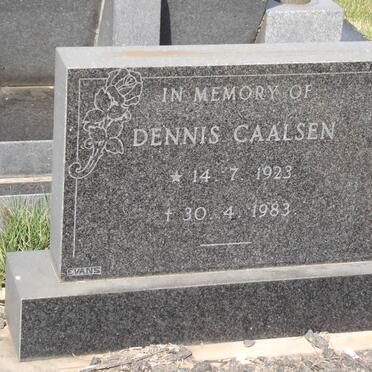 IN MEMORY OF
DENNIS CAALSEN
★ 14. 7. 1923
† 30. 4. 1983.
EVANS